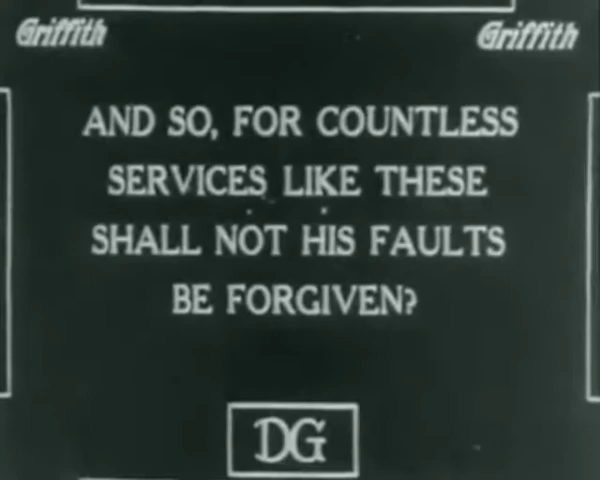 Griffith Griffith
AND SO, FOR COUNTLESS
SERVICES LIKE THESE
SHALL NOT HIS FAULTS
BE FORGIVEN?
DG